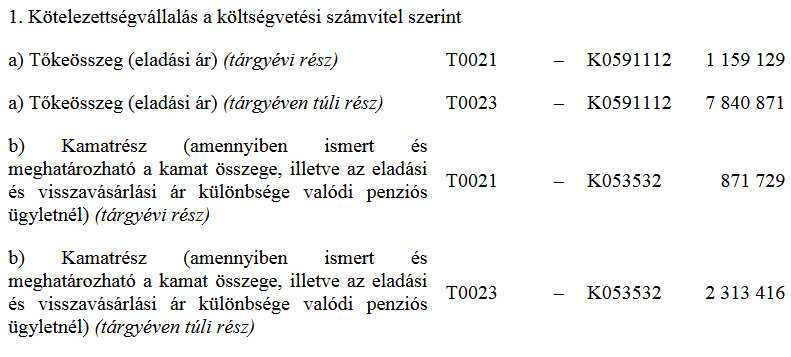 1. Kötelezettségvállalás a költségvetési számvitel szerint
a) Tőkeösszeg (eladási ár) (tárgyévi rész) T0021 – K0591112 1 159 129
a) Tőkeösszeg (eladási ár) (tárgyéven túli rész) T0023 – K0591112 7 840 871
b) Kamatrész (amennyiben ismert és
meghatározható a kamat összege, illetve az eladási
és visszavásárlási ár különbsége valódi penziós
ügyletnél) (tárgyévi rész)
T0021 – K053532 871 729
b) Kamatrész (amennyiben ismert és
meghatározható a kamat összege, illetve az eladási
és visszavásárlási ár különbsége valódi penziós
ügyletnél) (tárgyéven túli rész)
T0023 – K053532 2 313 416